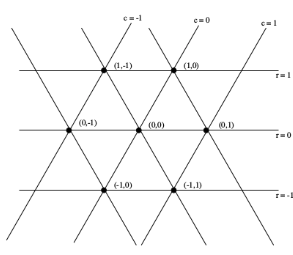 c = -1
c = 0
c = 1
(1,-1)
(1,0)
r = 1
(0,-1)
(0,0)
(0,1)
r = 0
(-1,0)
(-1,1)
r = -1